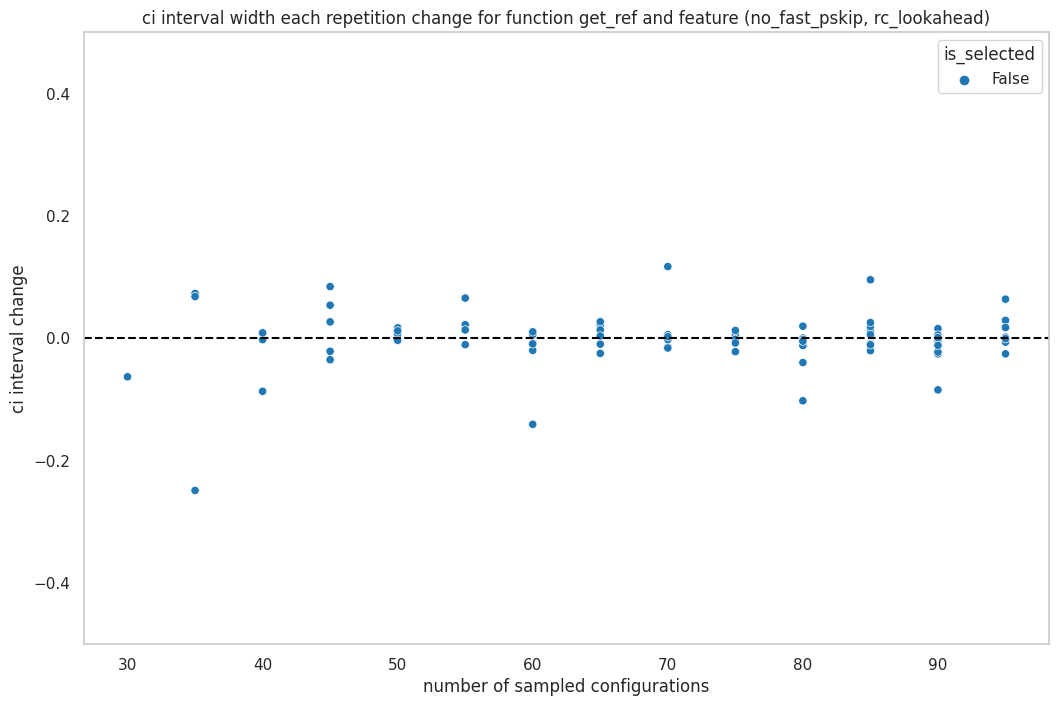 ci interval width each repetition change for function get_ref and feature (no_fast_pskip, rc_lookahead)
is_selected
False
0.4
0.2
0.0
−0.2
−0.4
ci interval change
30 40 50 60 70 80 90
number of sampled configurations